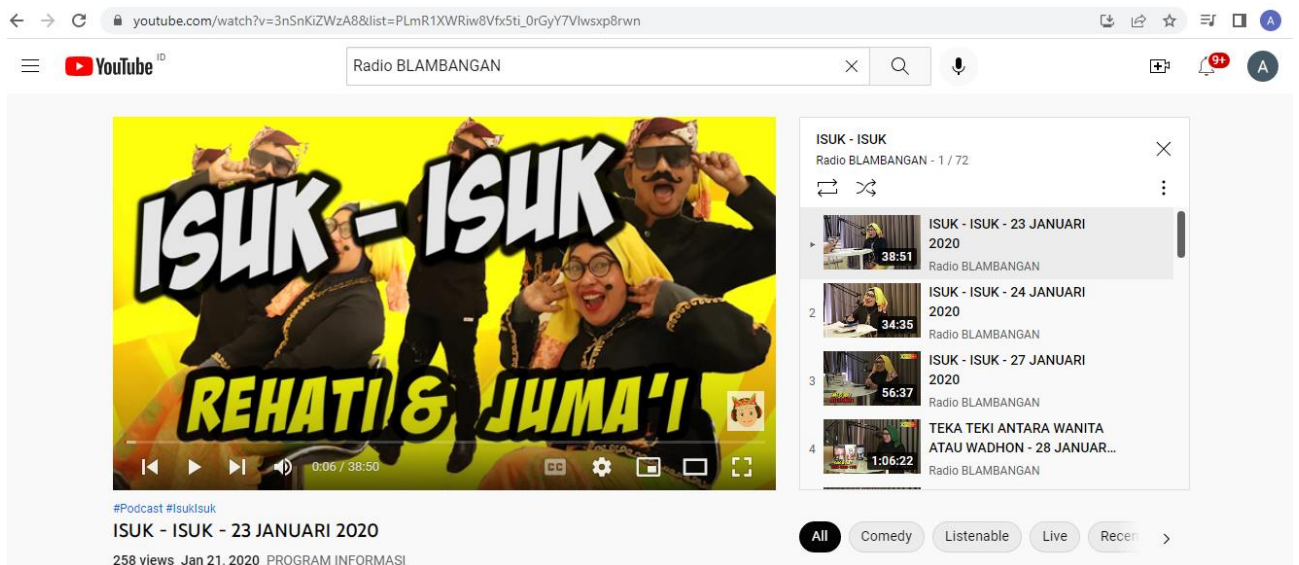 youtube.com/watch?v=3nSnKiZWzA8&list=PLmR1XWRiw8Vfx5ti_0rGyY7Vlwsxp8rwn
A
YouTube ID
Radio BLAMBANGAN
9+
A
ISUK - ISUK
REHATI & JUMA'I
0:06 / 38:50
CC
#Podcast #IsukIsuk
ISUK - ISUK - 23 JANUARI 2020
258 views Jan 21, 2020 PROGRAM INFORMASI
ISUK - ISUK
Radio BLAMBANGAN - 1 / 72
38:51
ISUK - ISUK - 23 JANUARI
2020
Radio BLAMBANGAN
2
34:35
ISUK - ISUK - 24 JANUARI
2020
Radio BLAMBANGAN
3
56:37
ISUK - ISUK - 27 JANUARI
2020
Radio BLAMBANGAN
4
1:06:22
TEKA TEKI ANTARA WANITA
ATAU WADHON - 28 JANUAR...
Radio BLAMBANGAN
All
Comedy
Listenable
Live
Recen